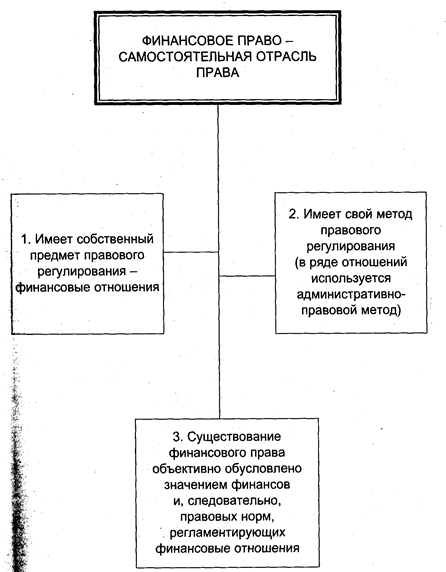 ФИНАНСОВОЕ ПРАВО –
САМОСТОЯТЕЛЬНАЯ ОТРАСЛЬ
ПРАВА
1. Имеет собственный
предмет правового
регулирования –
финансовые отношения
2. Имеет свой метод
правового
регулирования
(в ряде отношений
используется
административно-
правовой метод)
3. Существование
финансового права
объективно обусловлено
значением финансов
и, следовательно,
правовых норм,
регламентирующих
финансовые отношения